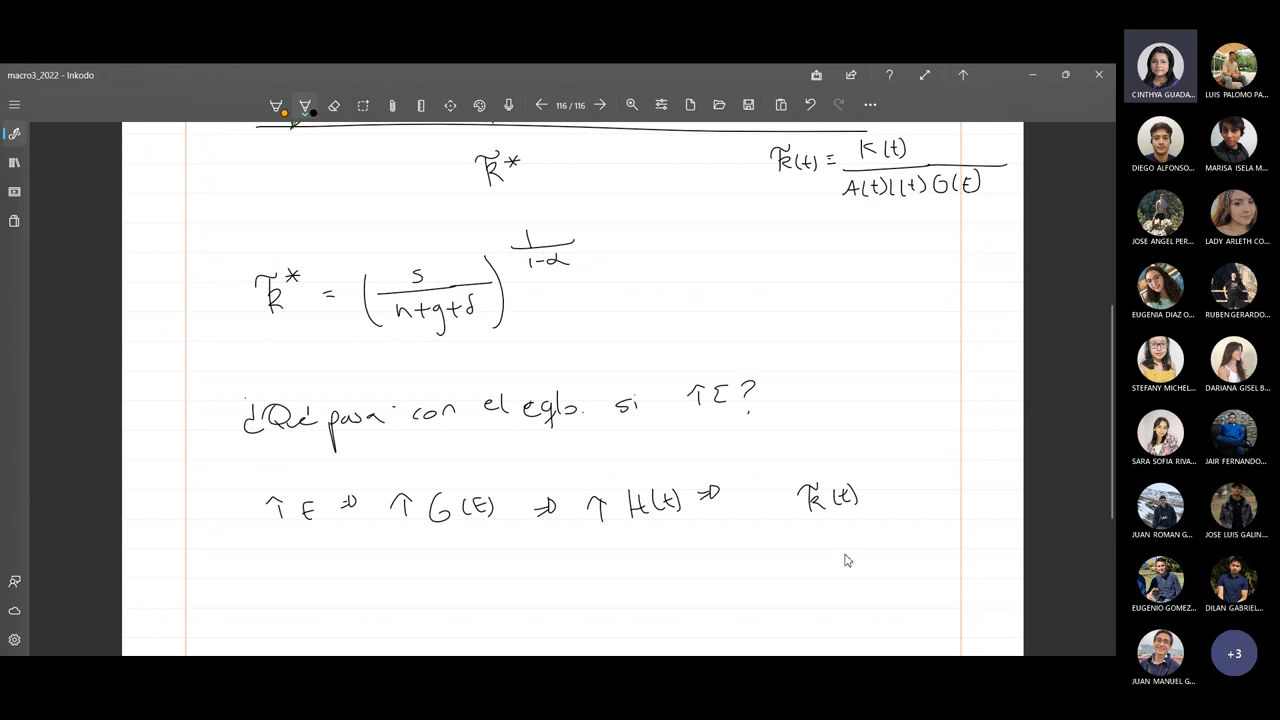 macro3_2022 - Inkodo
116 / 116
k̃*
k̃(t) = K(t) / A(t)L(t)G(E)
k̃* = (s / n+g+δ)^(1/1-α)
¿Qué pasa con el eqlo. si ↑E?
↑ E ⇒ ↑ G(E) ⇒ ↑ H(t) ⇒ k̃(t)
CINTHYA GUADA...
LUIS PALOMO PA...
DIEGO ALFONSO...
MARISA ISELA M...
JOSE ANGEL PER...
LADY ARLETH CO...
EUGENIA DIAZ O...
RUBEN GERARDO...
STEFANY MICHEL...
DARIANA GISEL B...
SARA SOFIA RIVA...
JAIR FERNANDO...
JUAN ROMAN G...
JOSE LUIS GALIN...
EUGENIO GOMEZ...
DILAN GABRIEL...
JUAN MANUEL G...
+3